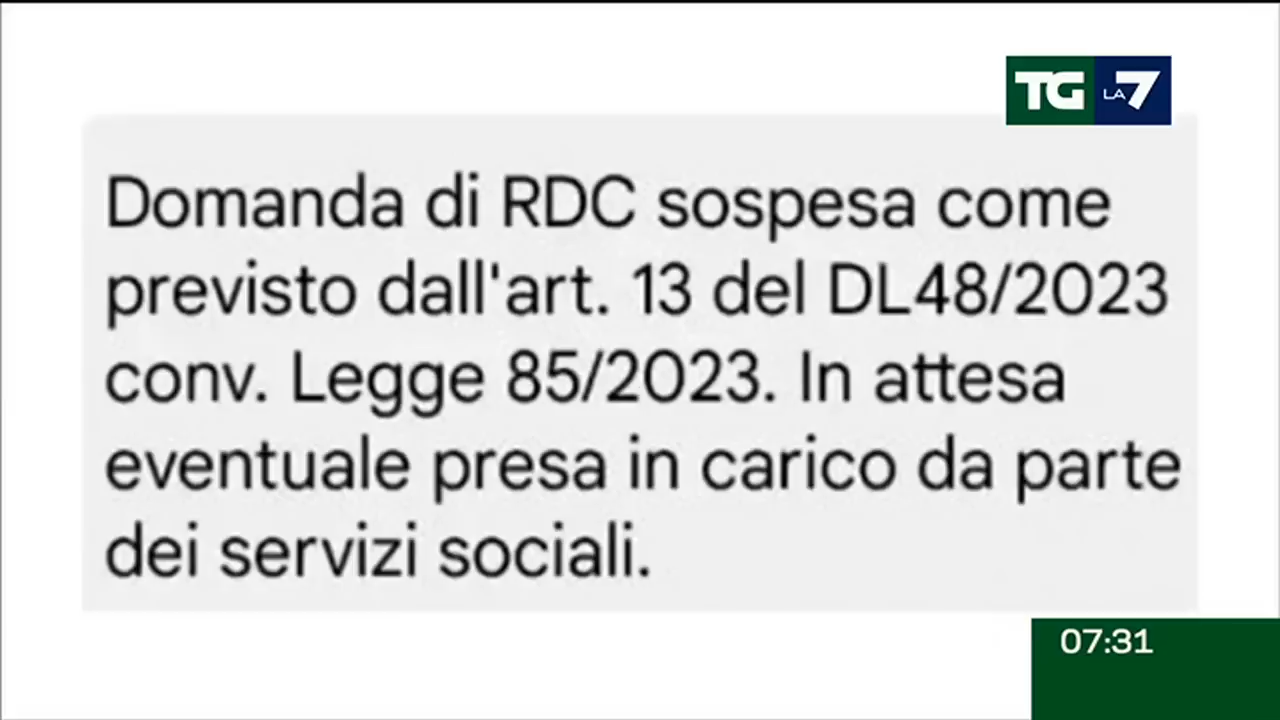 TG LA7
Domanda di RDC sospesa come
previsto dall'art. 13 del DL48/2023
conv. Legge 85/2023. In attesa
eventuale presa in carico da parte
dei servizi sociali.
07:31